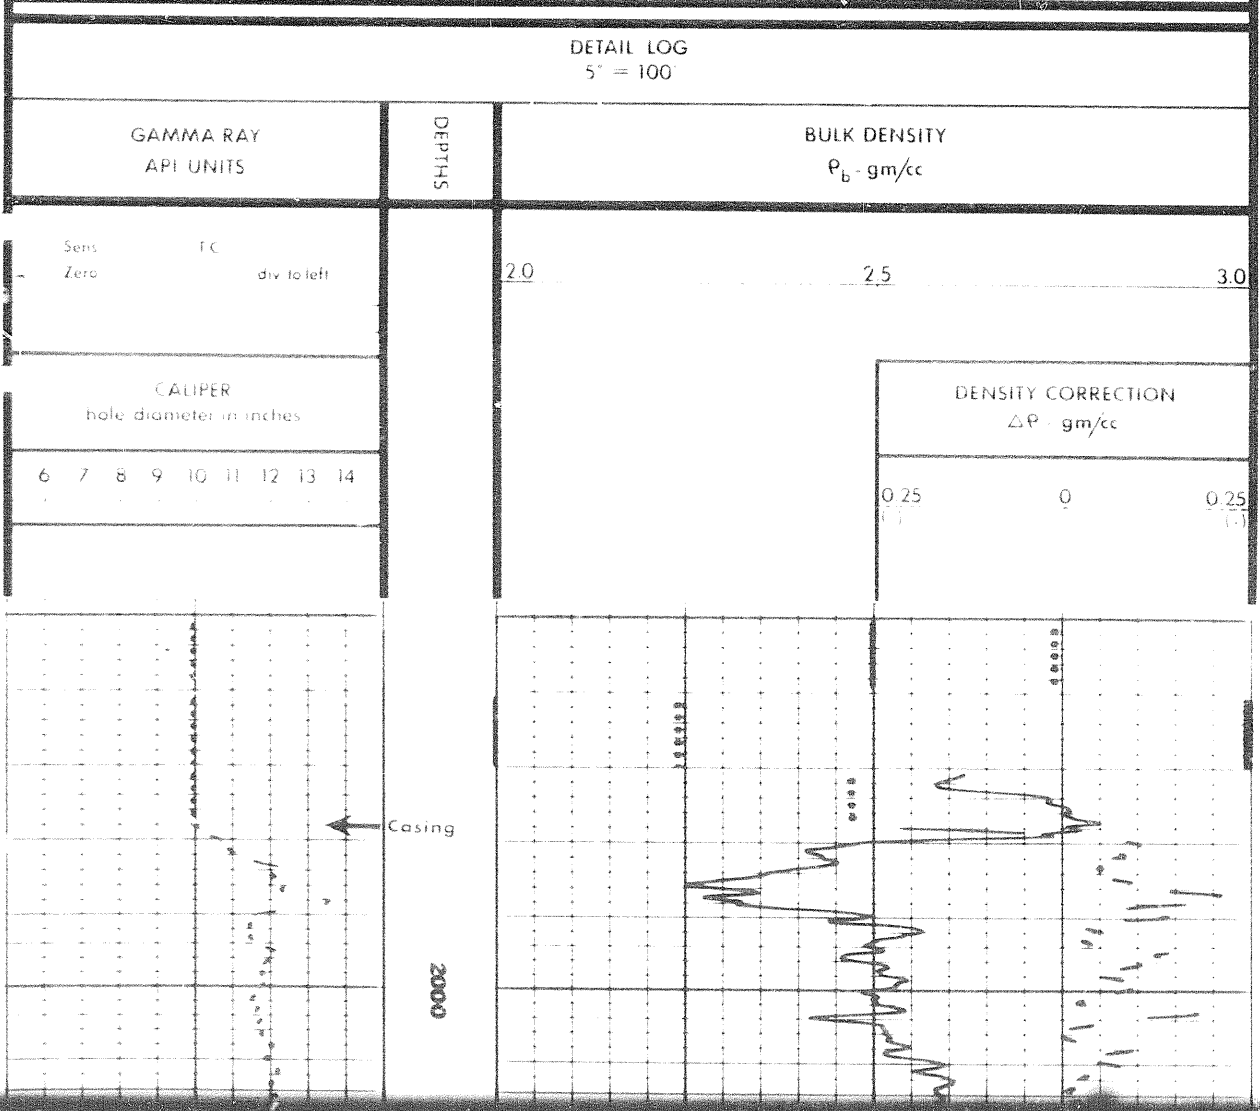 DETAIL LOG
5" = 100'
GAMMA RAY
API UNITS
DEPTHS
BULK DENSITY
ρb - gm/cc
Sens TC
Zero div to left
2.0 2.5 3.0
CALIPER
hole diameter in inches
6 7 8 9 10 11 12 13 14
DENSITY CORRECTION
Δρ - gm/cc
0.25 0 0.25
Casing
2000